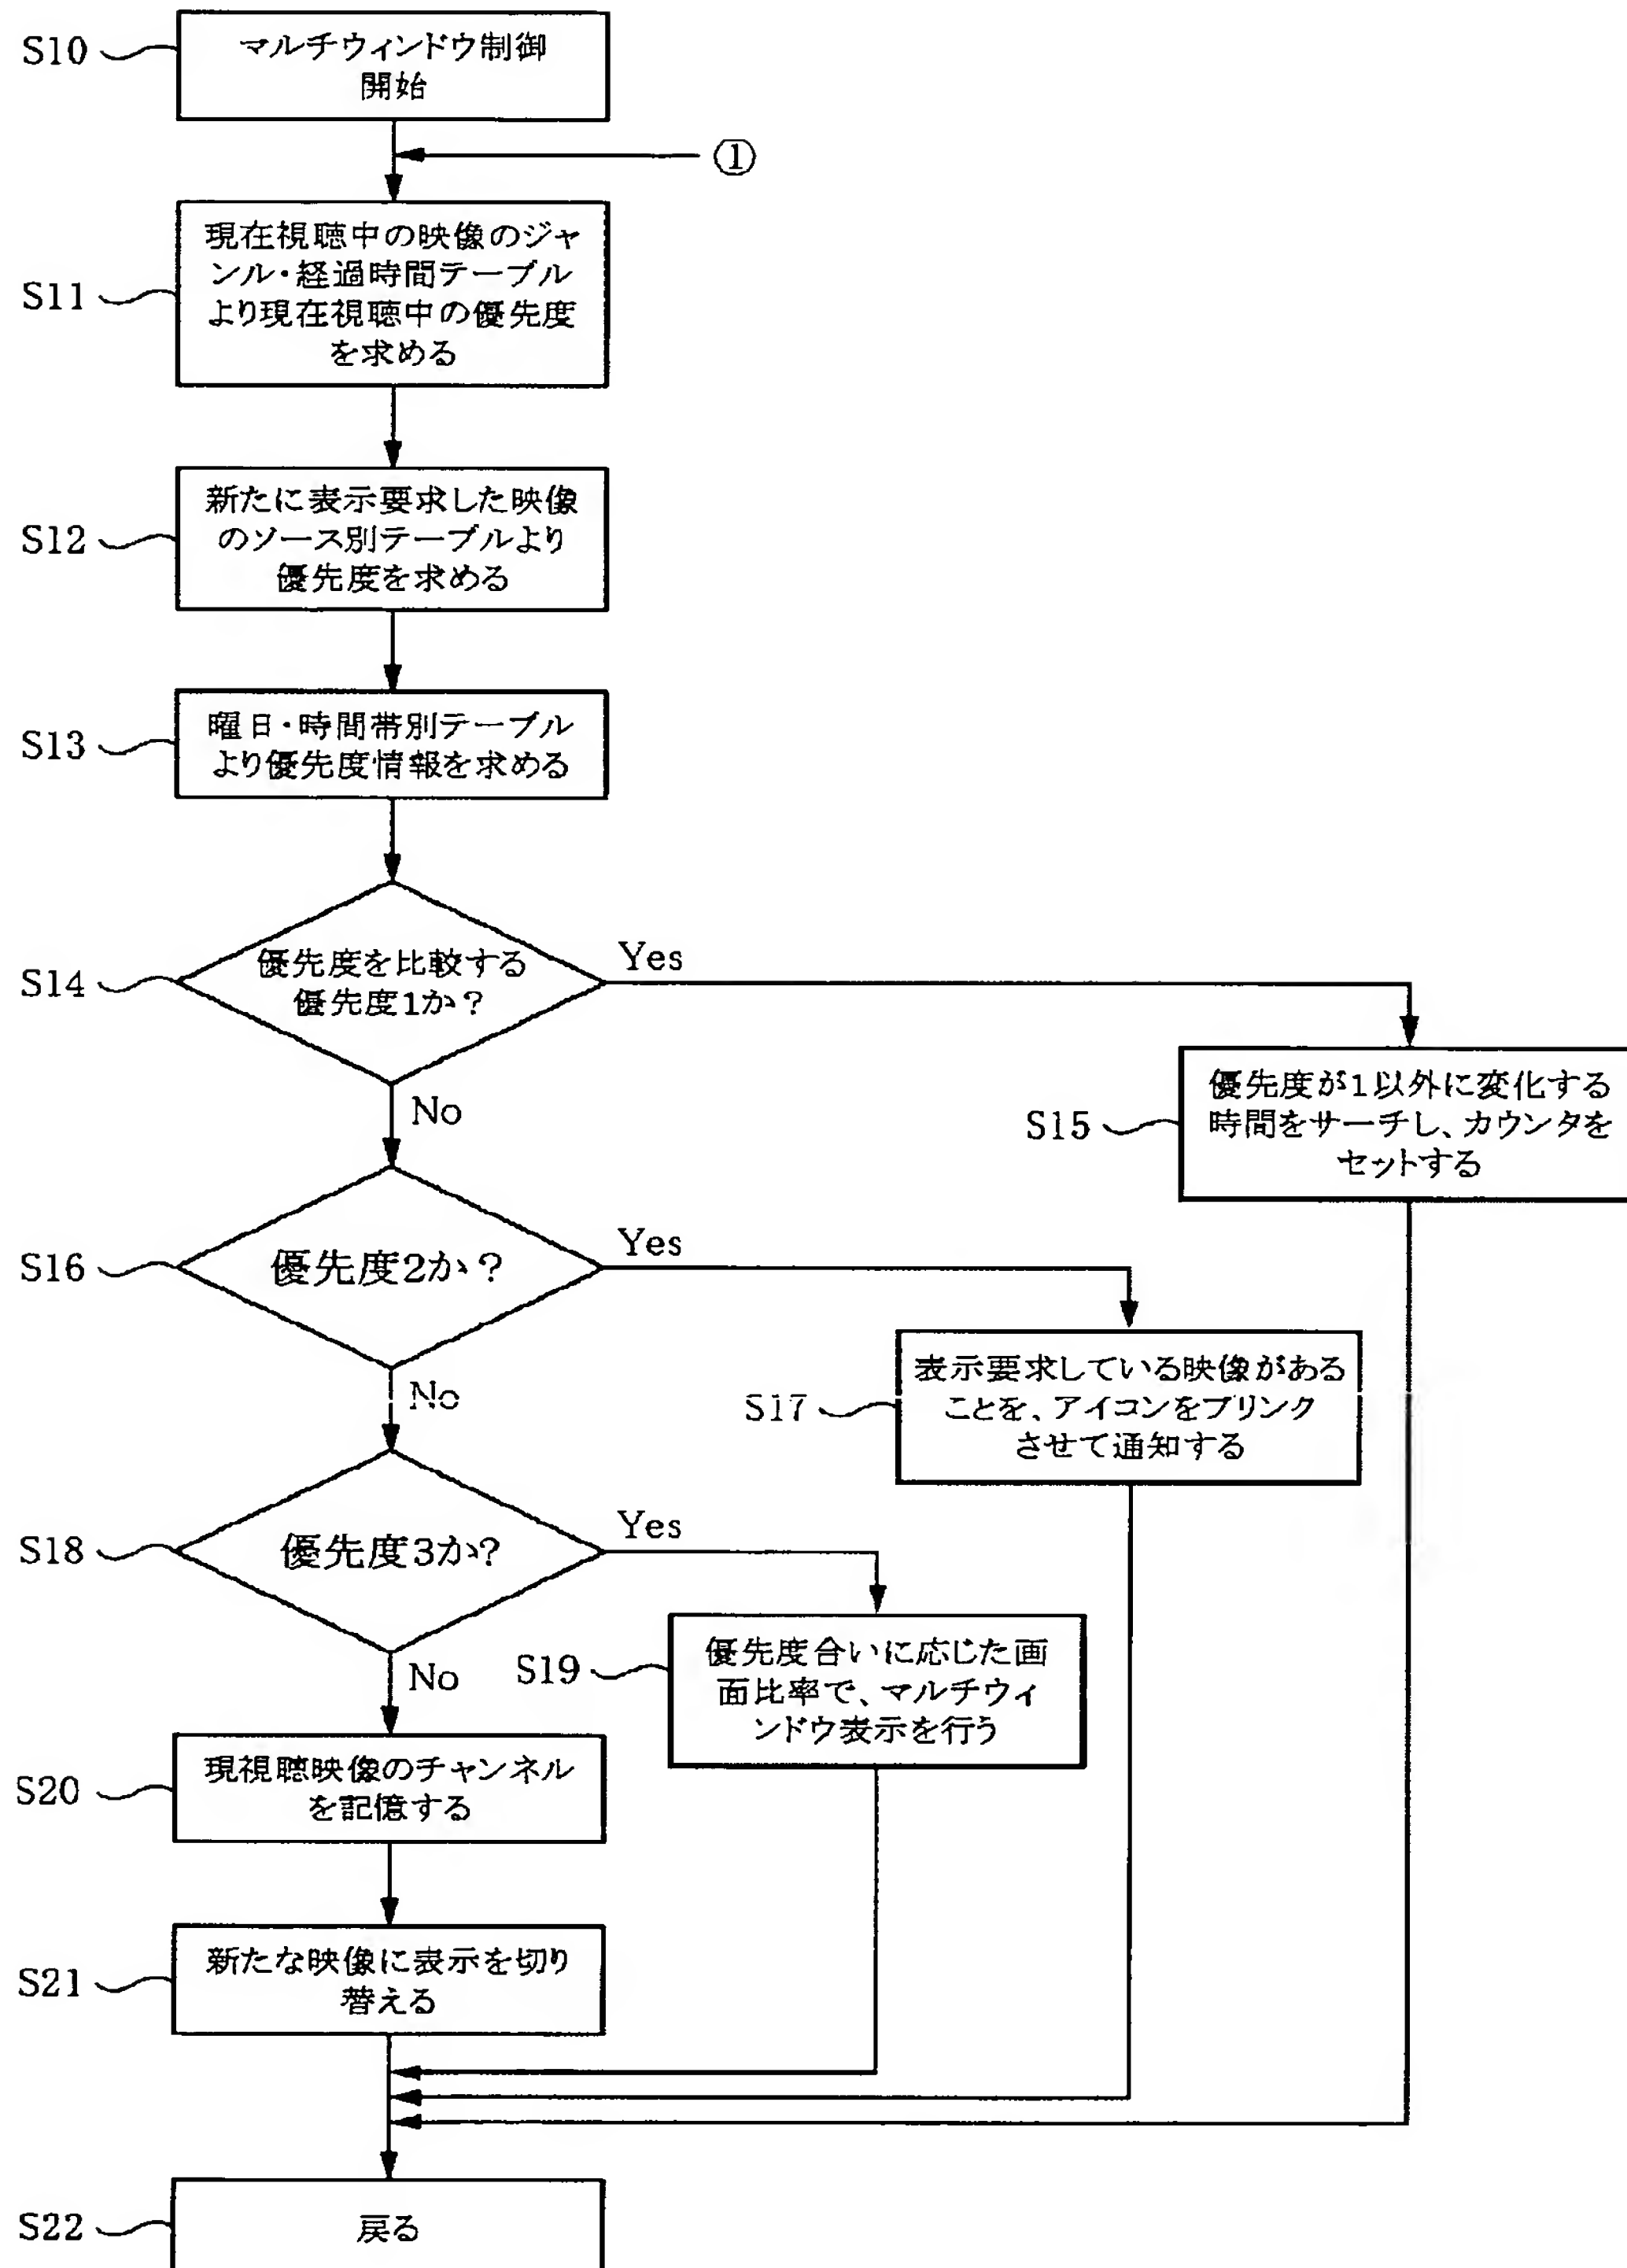 S10
マルチウィンドウ制御
開始
①
S11
現在視聴中の映像のジャ
ンル・経過時間テーブル
より現在視聴中の優先度
を求める
S12
新たに表示要求した映像
のソース別テーブルより
優先度を求める
S13
曜日・時間帯別テーブル
より優先度情報を求める
S14
優先度を比較する
優先度1か？
Yes
No
S15
優先度が1以外に変化する
時間をサーチし、カウンタを
セットする
S16
優先度2か？
Yes
No
S17
表示要求している映像がある
ことを、アイコンをブリンク
させて通知する
S18
優先度3か?
Yes
No
S19
優先度合いに応じた画
面比率で、マルチウィ
ンドウ表示を行う
S20
現視聴映像のチャンネル
を記憶する
S21
新たな映像に表示を切り
替える
S22
戻る